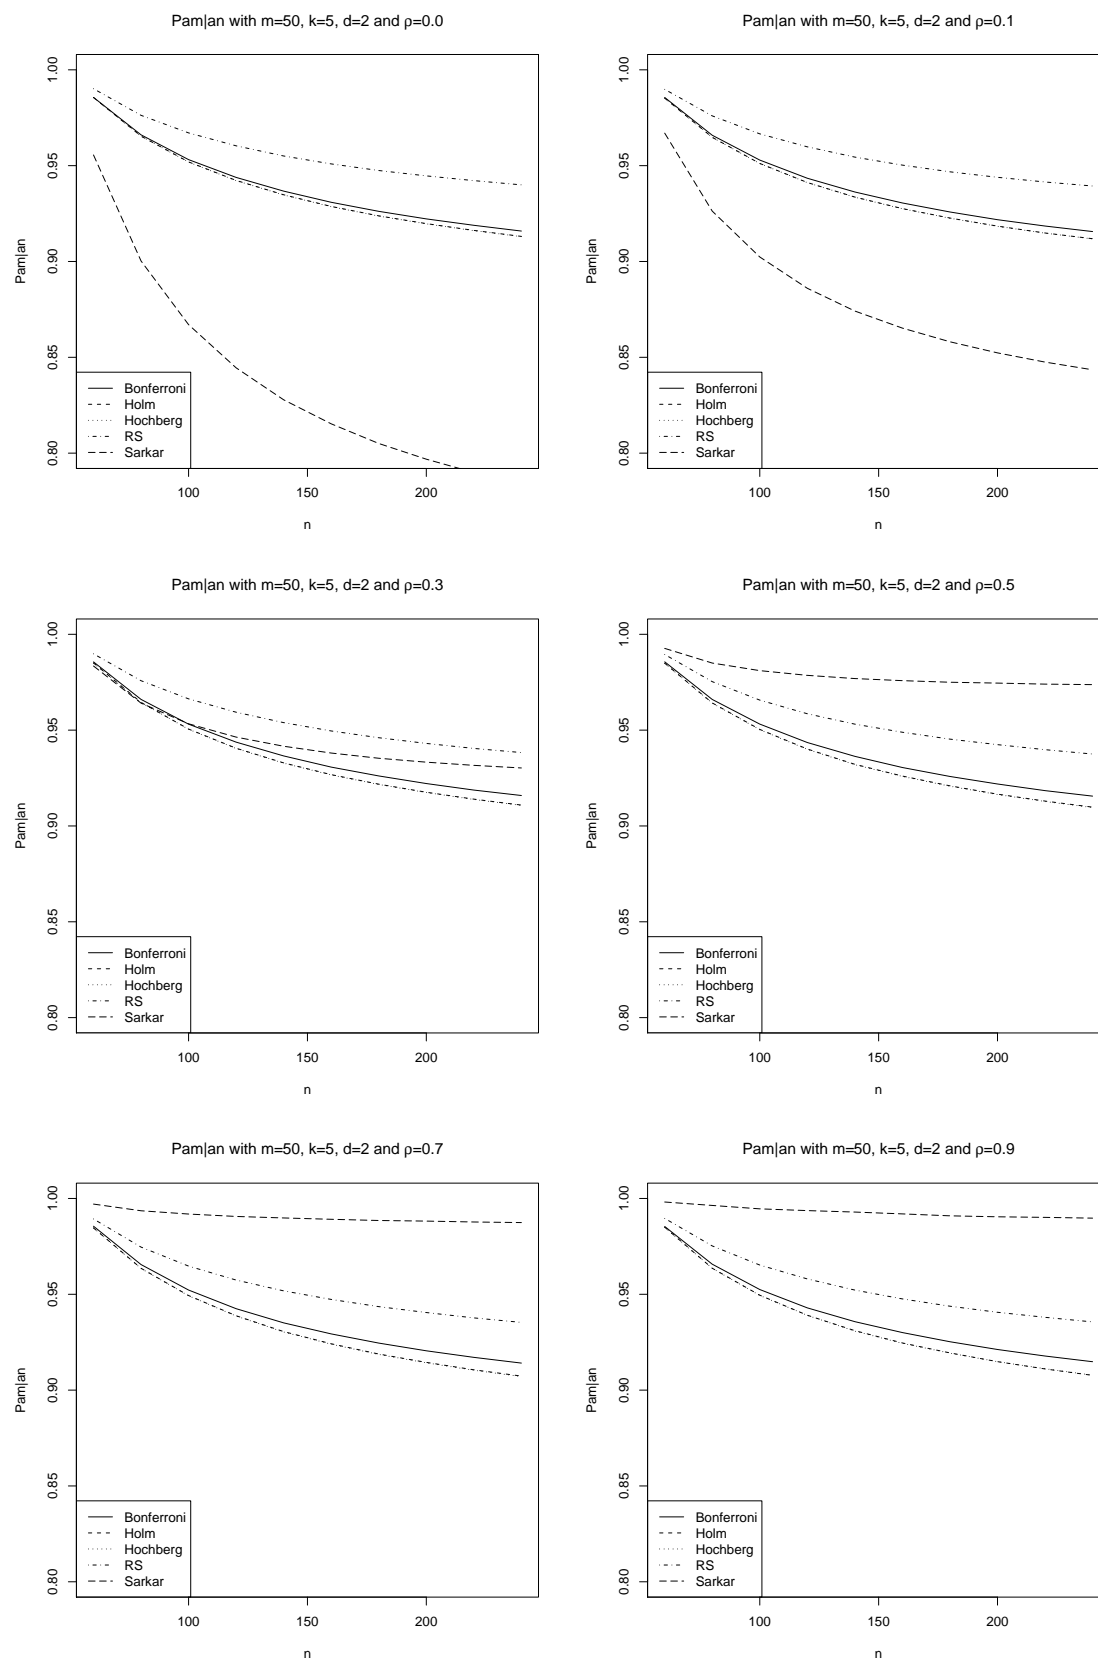 Pam|an with m=50, k=5, d=2 and ρ=0.0
Pam|an
1.00
0.95
0.90
0.85
0.80
Bonferroni
Holm
Hochberg
RS
Sarkar
100
150
200
n
Pam|an with m=50, k=5, d=2 and ρ=0.1
Pam|an
1.00
0.95
0.90
0.85
0.80
Bonferroni
Holm
Hochberg
RS
Sarkar
100
150
200
n
Pam|an with m=50, k=5, d=2 and ρ=0.3
Pam|an
1.00
0.95
0.90
0.85
0.80
Bonferroni
Holm
Hochberg
RS
Sarkar
100
150
200
n
Pam|an with m=50, k=5, d=2 and ρ=0.5
Pam|an
1.00
0.95
0.90
0.85
0.80
Bonferroni
Holm
Hochberg
RS
Sarkar
100
150
200
n
Pam|an with m=50, k=5, d=2 and ρ=0.7
Pam|an
1.00
0.95
0.90
0.85
0.80
Bonferroni
Holm
Hochberg
RS
Sarkar
100
150
200
n
Pam|an with m=50, k=5, d=2 and ρ=0.9
Pam|an
1.00
0.95
0.90
0.85
0.80
Bonferroni
Holm
Hochberg
RS
Sarkar
100
150
200
n